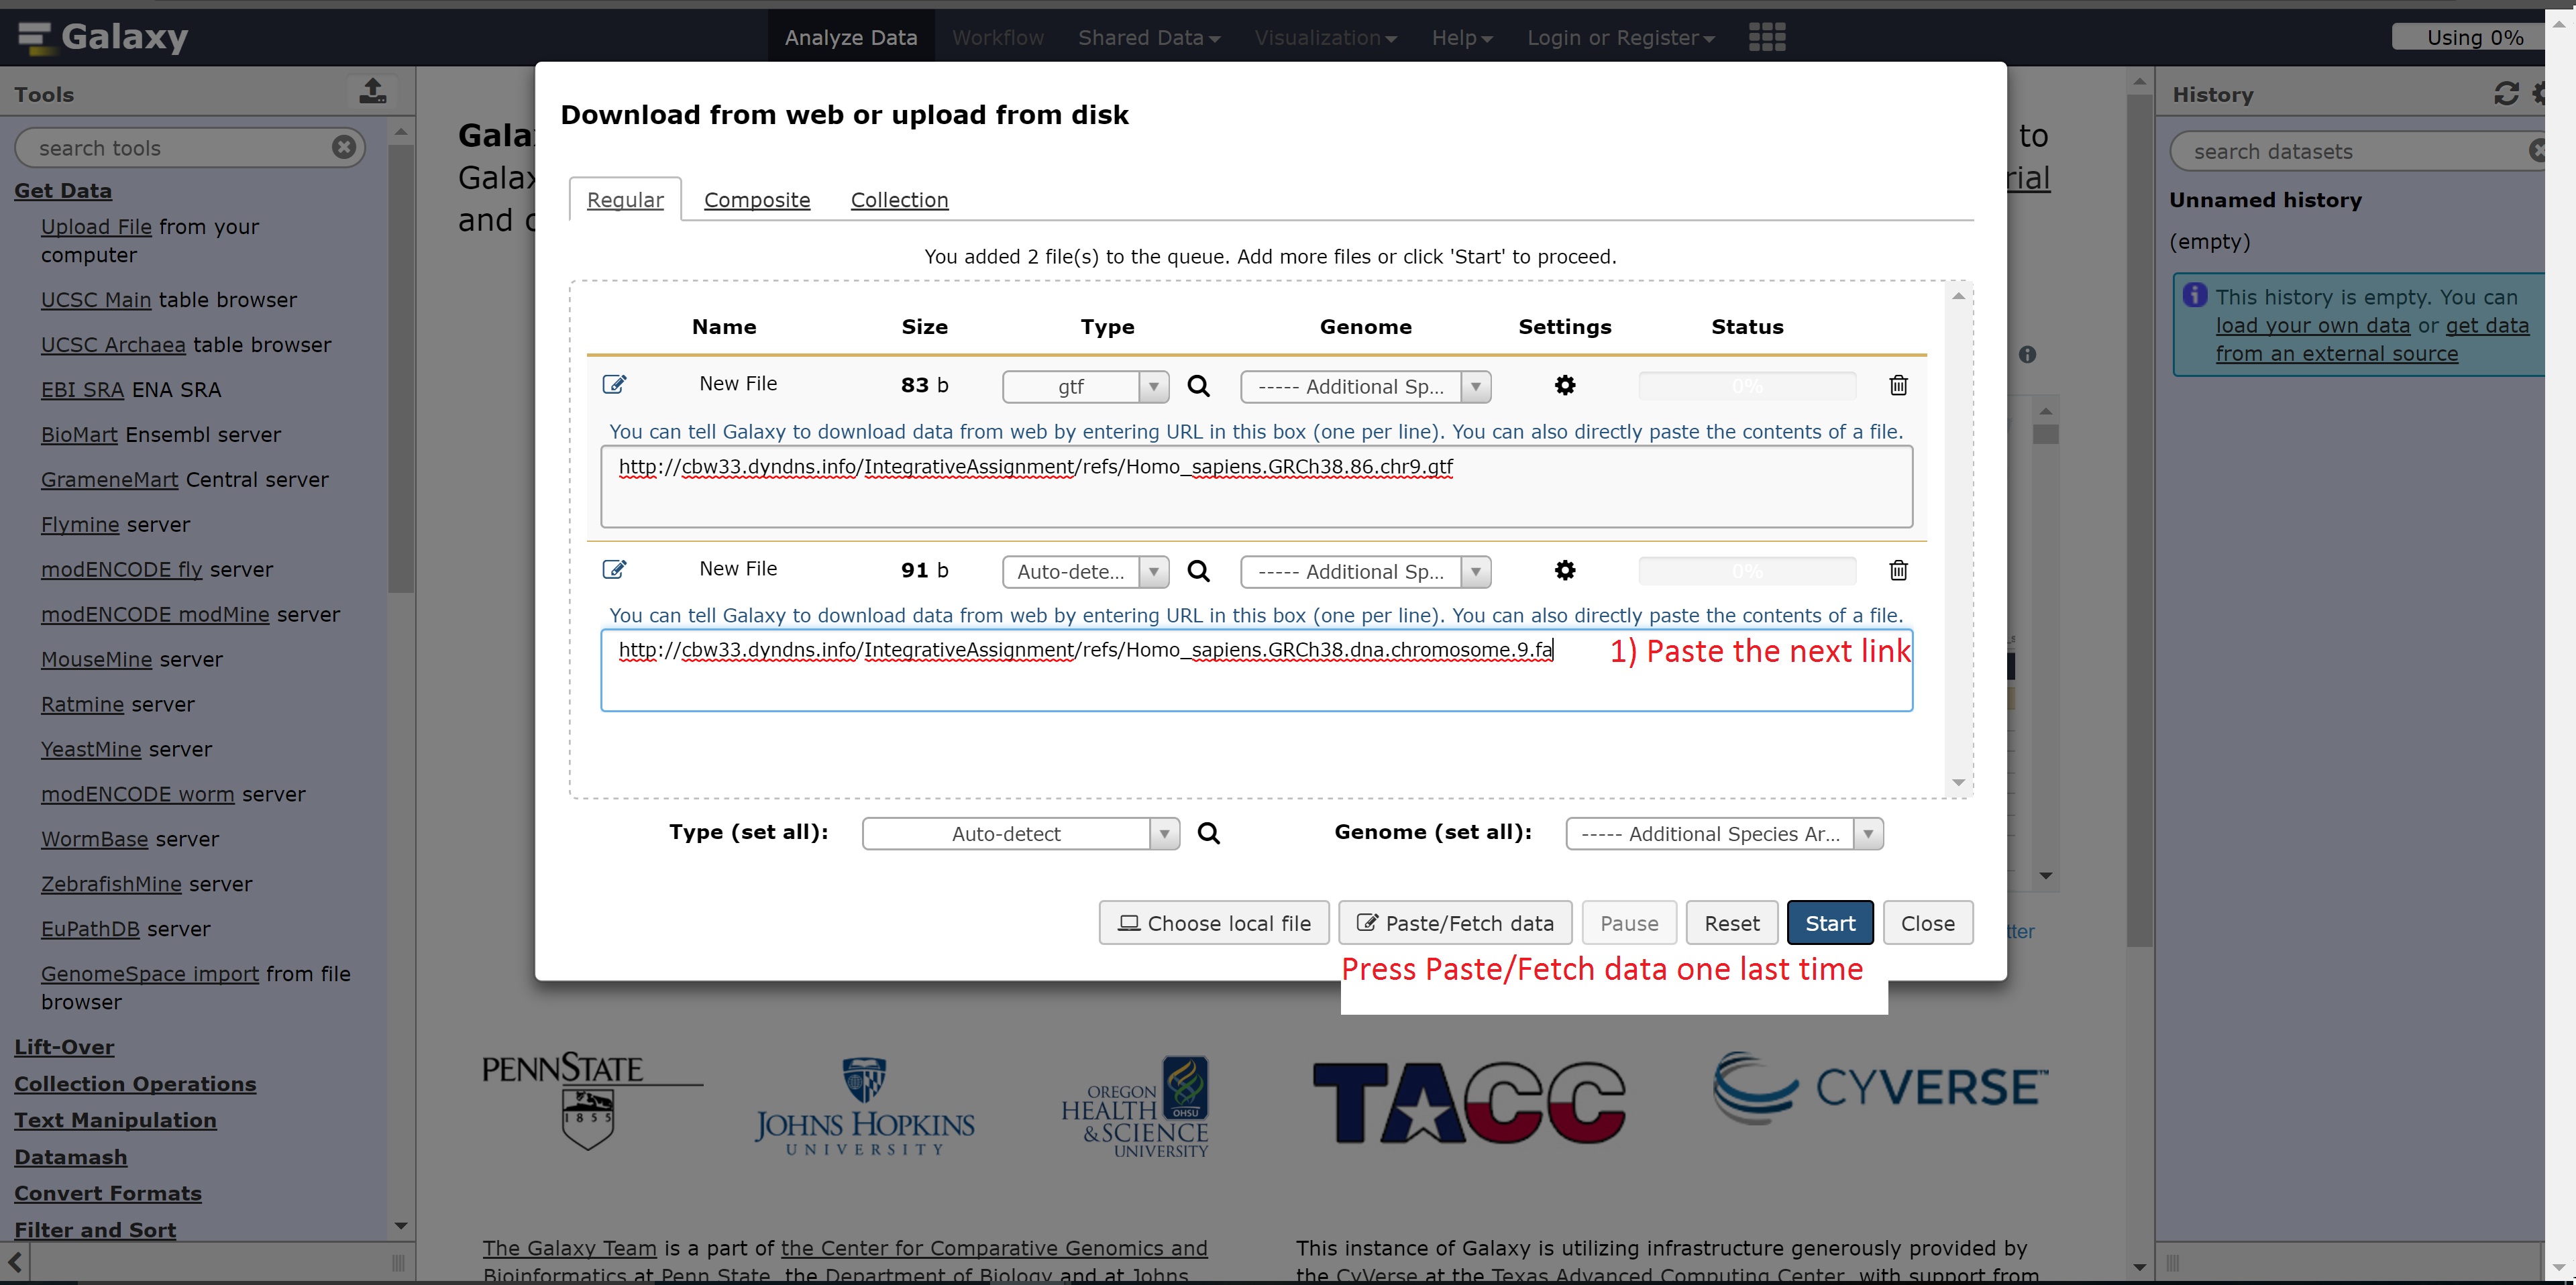 Galaxy
Analyze Data Workflow Shared Data Visualization Help Login or Register Using 0%
Tools
search tools
Get Data
Upload File from your
computer
UCSC Main table browser
UCSC Archaea table browser
EBI SRA ENA SRA
BioMart Ensembl server
GrameneMart Central server
Flymine server
modENCODE fly server
modENCODE modMine server
MouseMine server
Ratmine server
YeastMine server
modENCODE worm server
WormBase server
ZebrafishMine server
EuPathDB server
GenomeSpace import from file
browser
Lift-Over
Collection Operations
Text Manipulation
Datamash
Convert Formats
Filter and Sort
and
to
Download from web or upload from disk
Regular Composite Collection
You added 2 file(s) to the queue. Add more files or click 'Start' to proceed.
Name Size Type Genome Settings Status
New File 83 b gtf ----- Additional Sp... 0%
You can tell Galaxy to download data from web by entering URL in this box (one per line). You can also directly paste the contents of a file.
http://cbw33.dyndns.info/IntegrativeAssignment/refs/Homo_sapiens.GRCh38.86.chr9.gtf
New File 91 b Auto-dete... ----- Additional Sp... 0%
You can tell Galaxy to download data from web by entering URL in this box (one per line). You can also directly paste the contents of a file.
http://cbw33.dyndns.info/IntegrativeAssignment/refs/Homo_sapiens.GRCh38.dna.chromosome.9.fa
1) Paste the next link
Type (set all): Auto-detect Genome (set all): ----- Additional Species Ar...
Choose local file Paste/Fetch data Pause Reset Start Close
Press Paste/Fetch data one last time
PENNSTATE
1855
JOHNS HOPKINS
UNIVERSITY
OREGON
HEALTH
&SCIENCE
UNIVERSITY
OHSU
TACC
CYVERSE™
The Galaxy Team is a part of the Center for Comparative Genomics and
Bioinformatics at Penn State, the Department of Biology and at Johns
This instance of Galaxy is utilizing infrastructure generously provided by
the CyVerse at the Texas Advanced Computing Center, with support from
History
search datasets
Unnamed history
(empty)
This history is empty. You can
load your own data or get data
from an external source